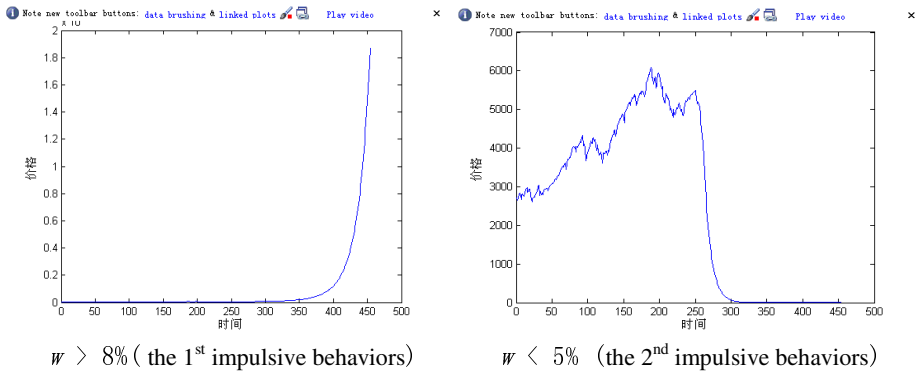 Note new toolbar buttons: data brushing & linked plots Play video ×
2
1.8
1.6
1.4
1.2
1
0.8
0.6
0.4
0.2
0
0 50 100 150 200 250 300 350 400 450 500
价格
时间
w > 8%( the 1st impulsive behaviors)
Note new toolbar buttons: data brushing & linked plots Play video ×
7000
6000
5000
4000
3000
2000
1000
0
0 50 100 150 200 250 300 350 400 450 500
价格
时间
w < 5% (the 2nd impulsive behaviors)